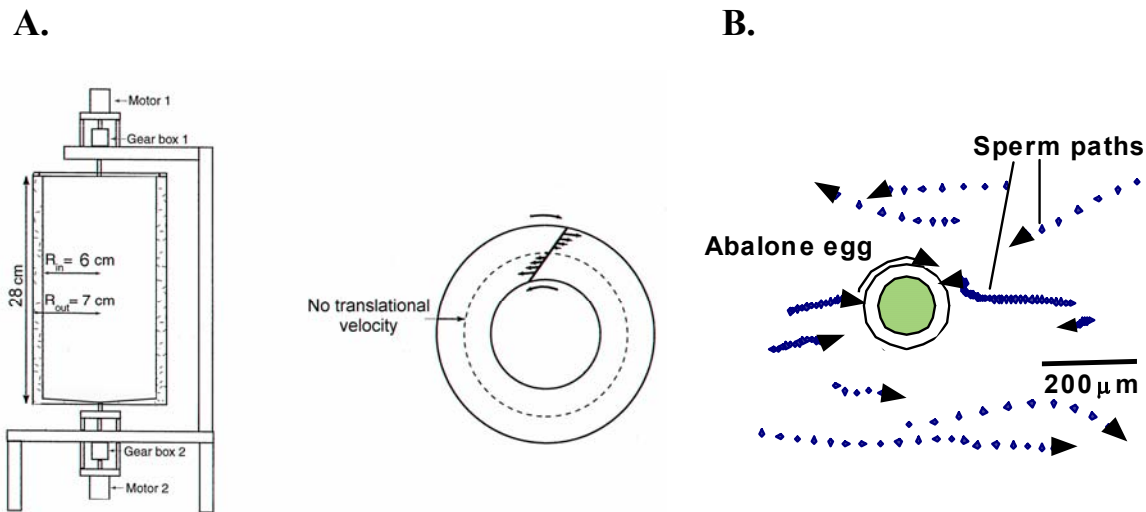 A.
Motor 1
Gear box 1
28 cm
R_in = 6 cm
R_out = 7 cm
Gear box 2
Motor 2
No translational
velocity
B.
Sperm paths
Abalone egg
200 μm